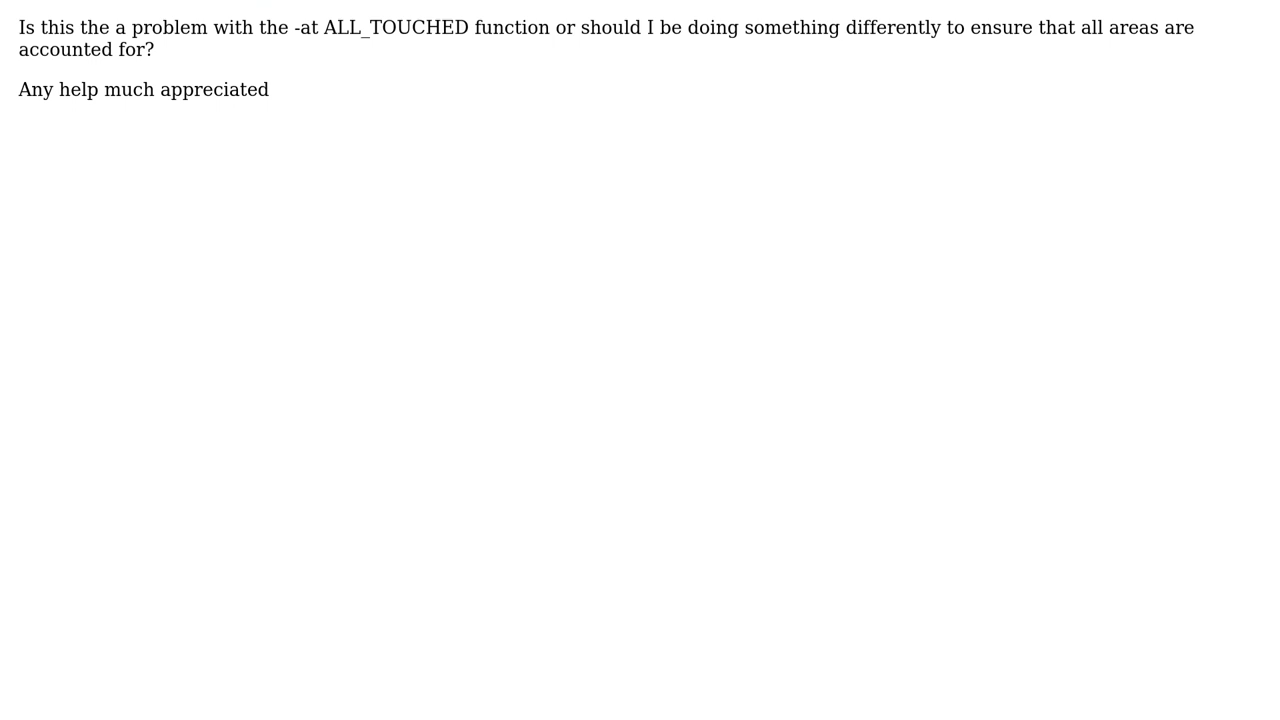 Is this the a problem with the -at ALL_TOUCHED function or should I be doing something differently to ensure that all areas are
accounted for?
Any help much appreciated